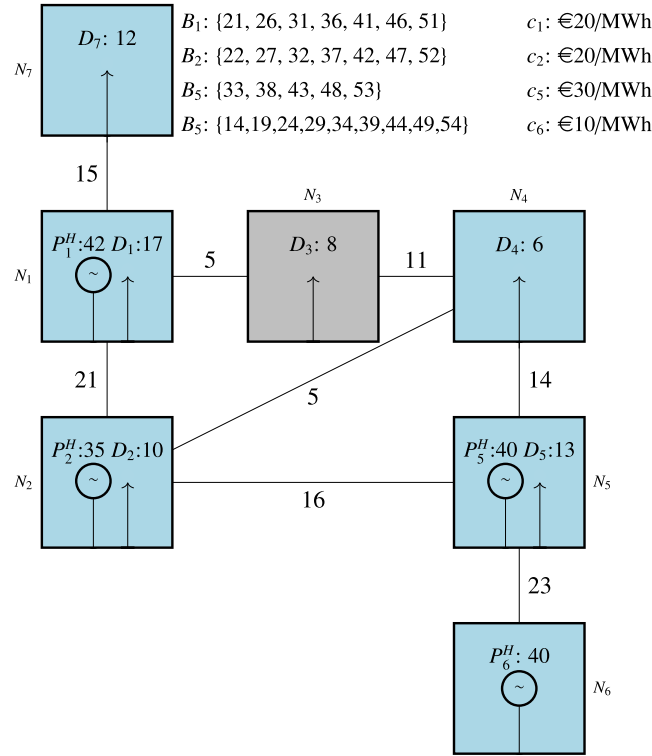 D₇: 12
N₇
B₁: {21, 26, 31, 36, 41, 46, 51} c₁: €20/MWh
B₂: {22, 27, 32, 37, 42, 47, 52} c₂: €20/MWh
B₅: {33, 38, 43, 48, 53} c₅: €30/MWh
B₅: {14,19,24,29,34,39,44,49,54} c₆: €10/MWh
15
N₃ N₄
P₁ᴴ:42 D₁:17
~
N₁
5
D₃: 8
11
D₄: 6
21
5
14
P₂ᴴ:35 D₂:10
~
N₂
16
P₅ᴴ:40 D₅:13
~
N₅
23
P₆ᴴ: 40
~
N₆